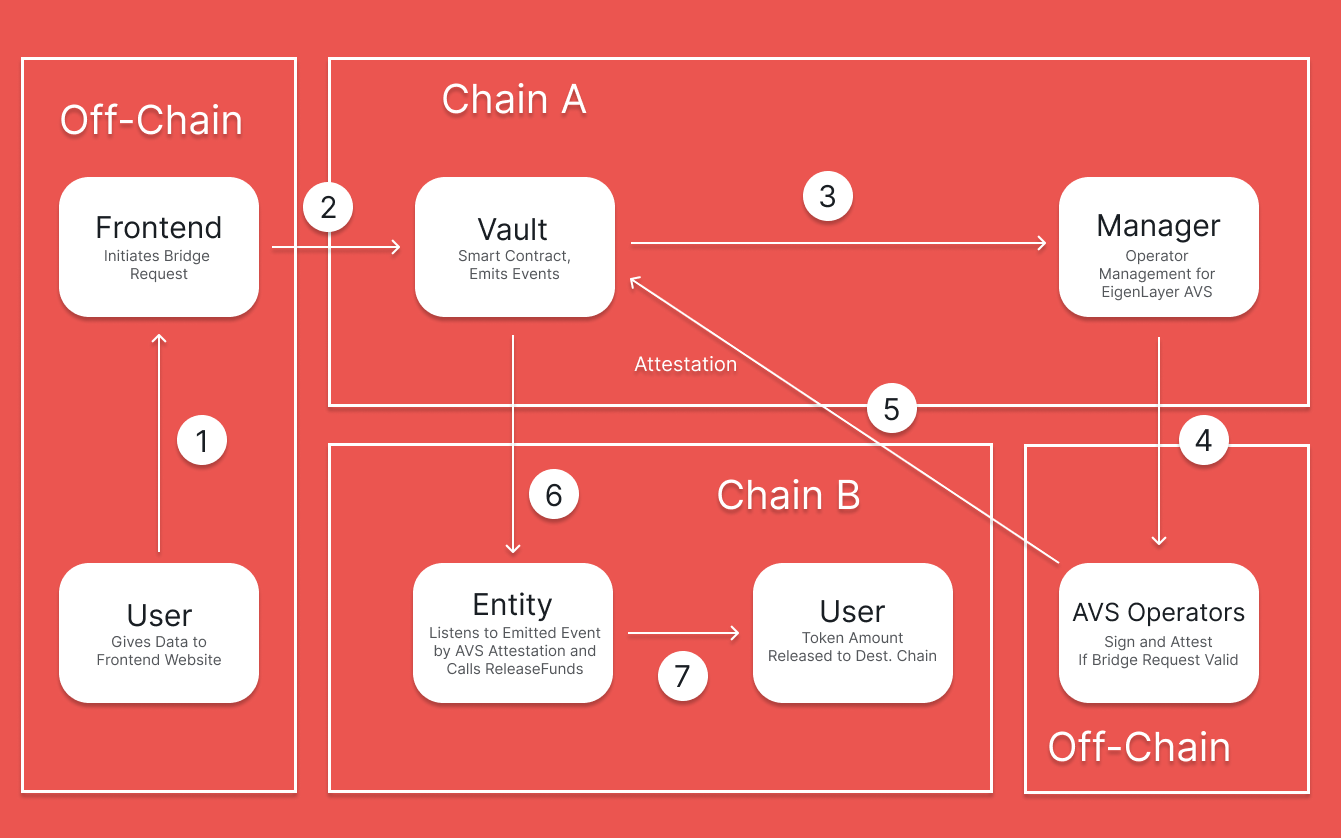 Off-Chain
Frontend
Initiates Bridge
Request
1
User
Gives Data to
Frontend Website
2
Chain A
Vault
Smart Contract,
Emits Events
3
Manager
Operator
Management for
EigenLayer AVS
Attestation
5
4
6
Chain B
Entity
Listens to Emitted Event
by AVS Attestation and
Calls ReleaseFunds
7
User
Token Amount
Released to Dest. Chain
AVS Operators
Sign and Attest
If Bridge Request Valid
Off-Chain